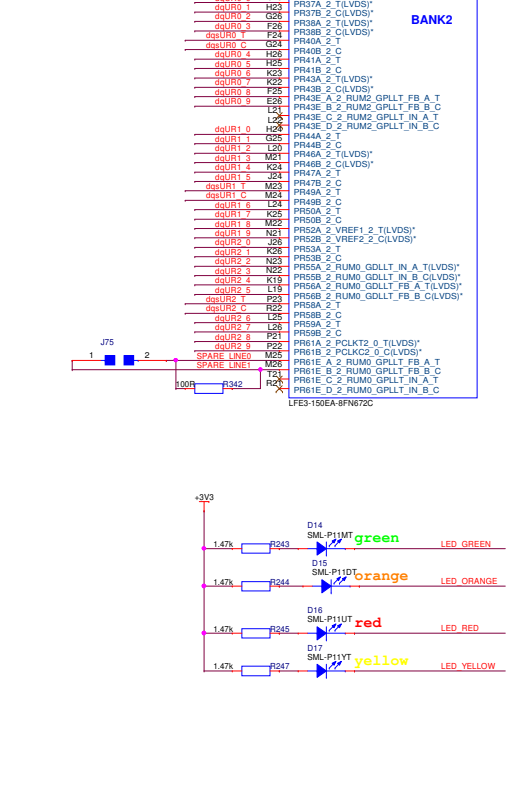 PR37A_2_T(LVDS)*
dqUR0_1 H23 PR37B_2_C(LVDS)*
dqUR0_2 G26 PR38A_2_T(LVDS)*
dqUR0_3 F26 PR38B_2_C(LVDS)*
dqsUR0_T F24 PR40A_2_T
dqsUR0_C G24 PR40B_2_C
dqUR0_4 H26 PR41A_2_T
dqUR0_5 H25 PR41B_2_C
dqUR0_6 K23 PR43A_2_T(LVDS)*
dqUR0_7 K22 PR43B_2_C(LVDS)*
dqUR0_8 F25 PR43E_A_2_RUM2_GPLLT_FB_A_T
dqUR0_9 E26 PR43E_B_2_RUM2_GPLLT_FB_B_C
L21 PR43E_C_2_RUM2_GPLLT_IN_A_T
L22 PR43E_D_2_RUM2_GPLLT_IN_B_C
dqUR1_0 H24 PR44A_2_T
dqUR1_1 G25 PR44B_2_C
dqUR1_2 L20 PR46A_2_T(LVDS)*
dqUR1_3 M21 PR46B_2_C(LVDS)*
dqUR1_4 K24 PR47A_2_T
dqUR1_5 J24 PR47B_2_C
dqsUR1_T M23 PR49A_2_T
dqsUR1_C M24 PR49B_2_C
dqUR1_6 L24 PR50A_2_T
dqUR1_7 K25 PR50B_2_C
dqUR1_8 M22 PR52A_2_VREF1_2_T(LVDS)*
dqUR1_9 N21 PR52B_2_VREF2_2_C(LVDS)*
dqUR2_0 J26 PR53A_2_T
dqUR2_1 K26 PR53B_2_C
dqUR2_2 N23 PR55A_2_RUM0_GDLLT_IN_A_T(LVDS)*
dqUR2_3 N22 PR55B_2_RUM0_GDLLT_IN_B_C(LVDS)*
dqUR2_4 K19 PR56A_2_RUM0_GDLLT_FB_A_T(LVDS)*
dqUR2_5 L19 PR56B_2_RUM0_GDLLT_FB_B_C(LVDS)*
dqsUR2_T P23 PR58A_2_T
dqsUR2_C R22 PR58B_2_C
dqUR2_6 L25 PR59A_2_T
dqUR2_7 L26 PR59B_2_C
dqUR2_8 P21 PR61A_2_PCLKT2_0_T(LVDS)*
dqUR2_9 P22 PR61B_2_PCLKC2_0_C(LVDS)*
SPARE_LINE0 M25 PR61E_A_2_RUM0_GPLLT_FB_A_T
SPARE_LINE1 M26 PR61E_B_2_RUM0_GPLLT_FB_B_C
T21 PR61E_C_2_RUM0_GPLLT_IN_A_T
PR61E_D_2_RUM0_GPLLT_IN_B_C
BANK2
J75
1 2
100R R342
LFE3-150EA-8FN672C
+3V3
D14
SML-P11MT
green
1.47k R243 LED_GREEN
D15
SML-P11DT
orange
1.47k R244 LED_ORANGE
D16
SML-P11UT
red
1.47k R245 LED_RED
D17
SML-P11YT
yellow
1.47k R247 LED_YELLOW